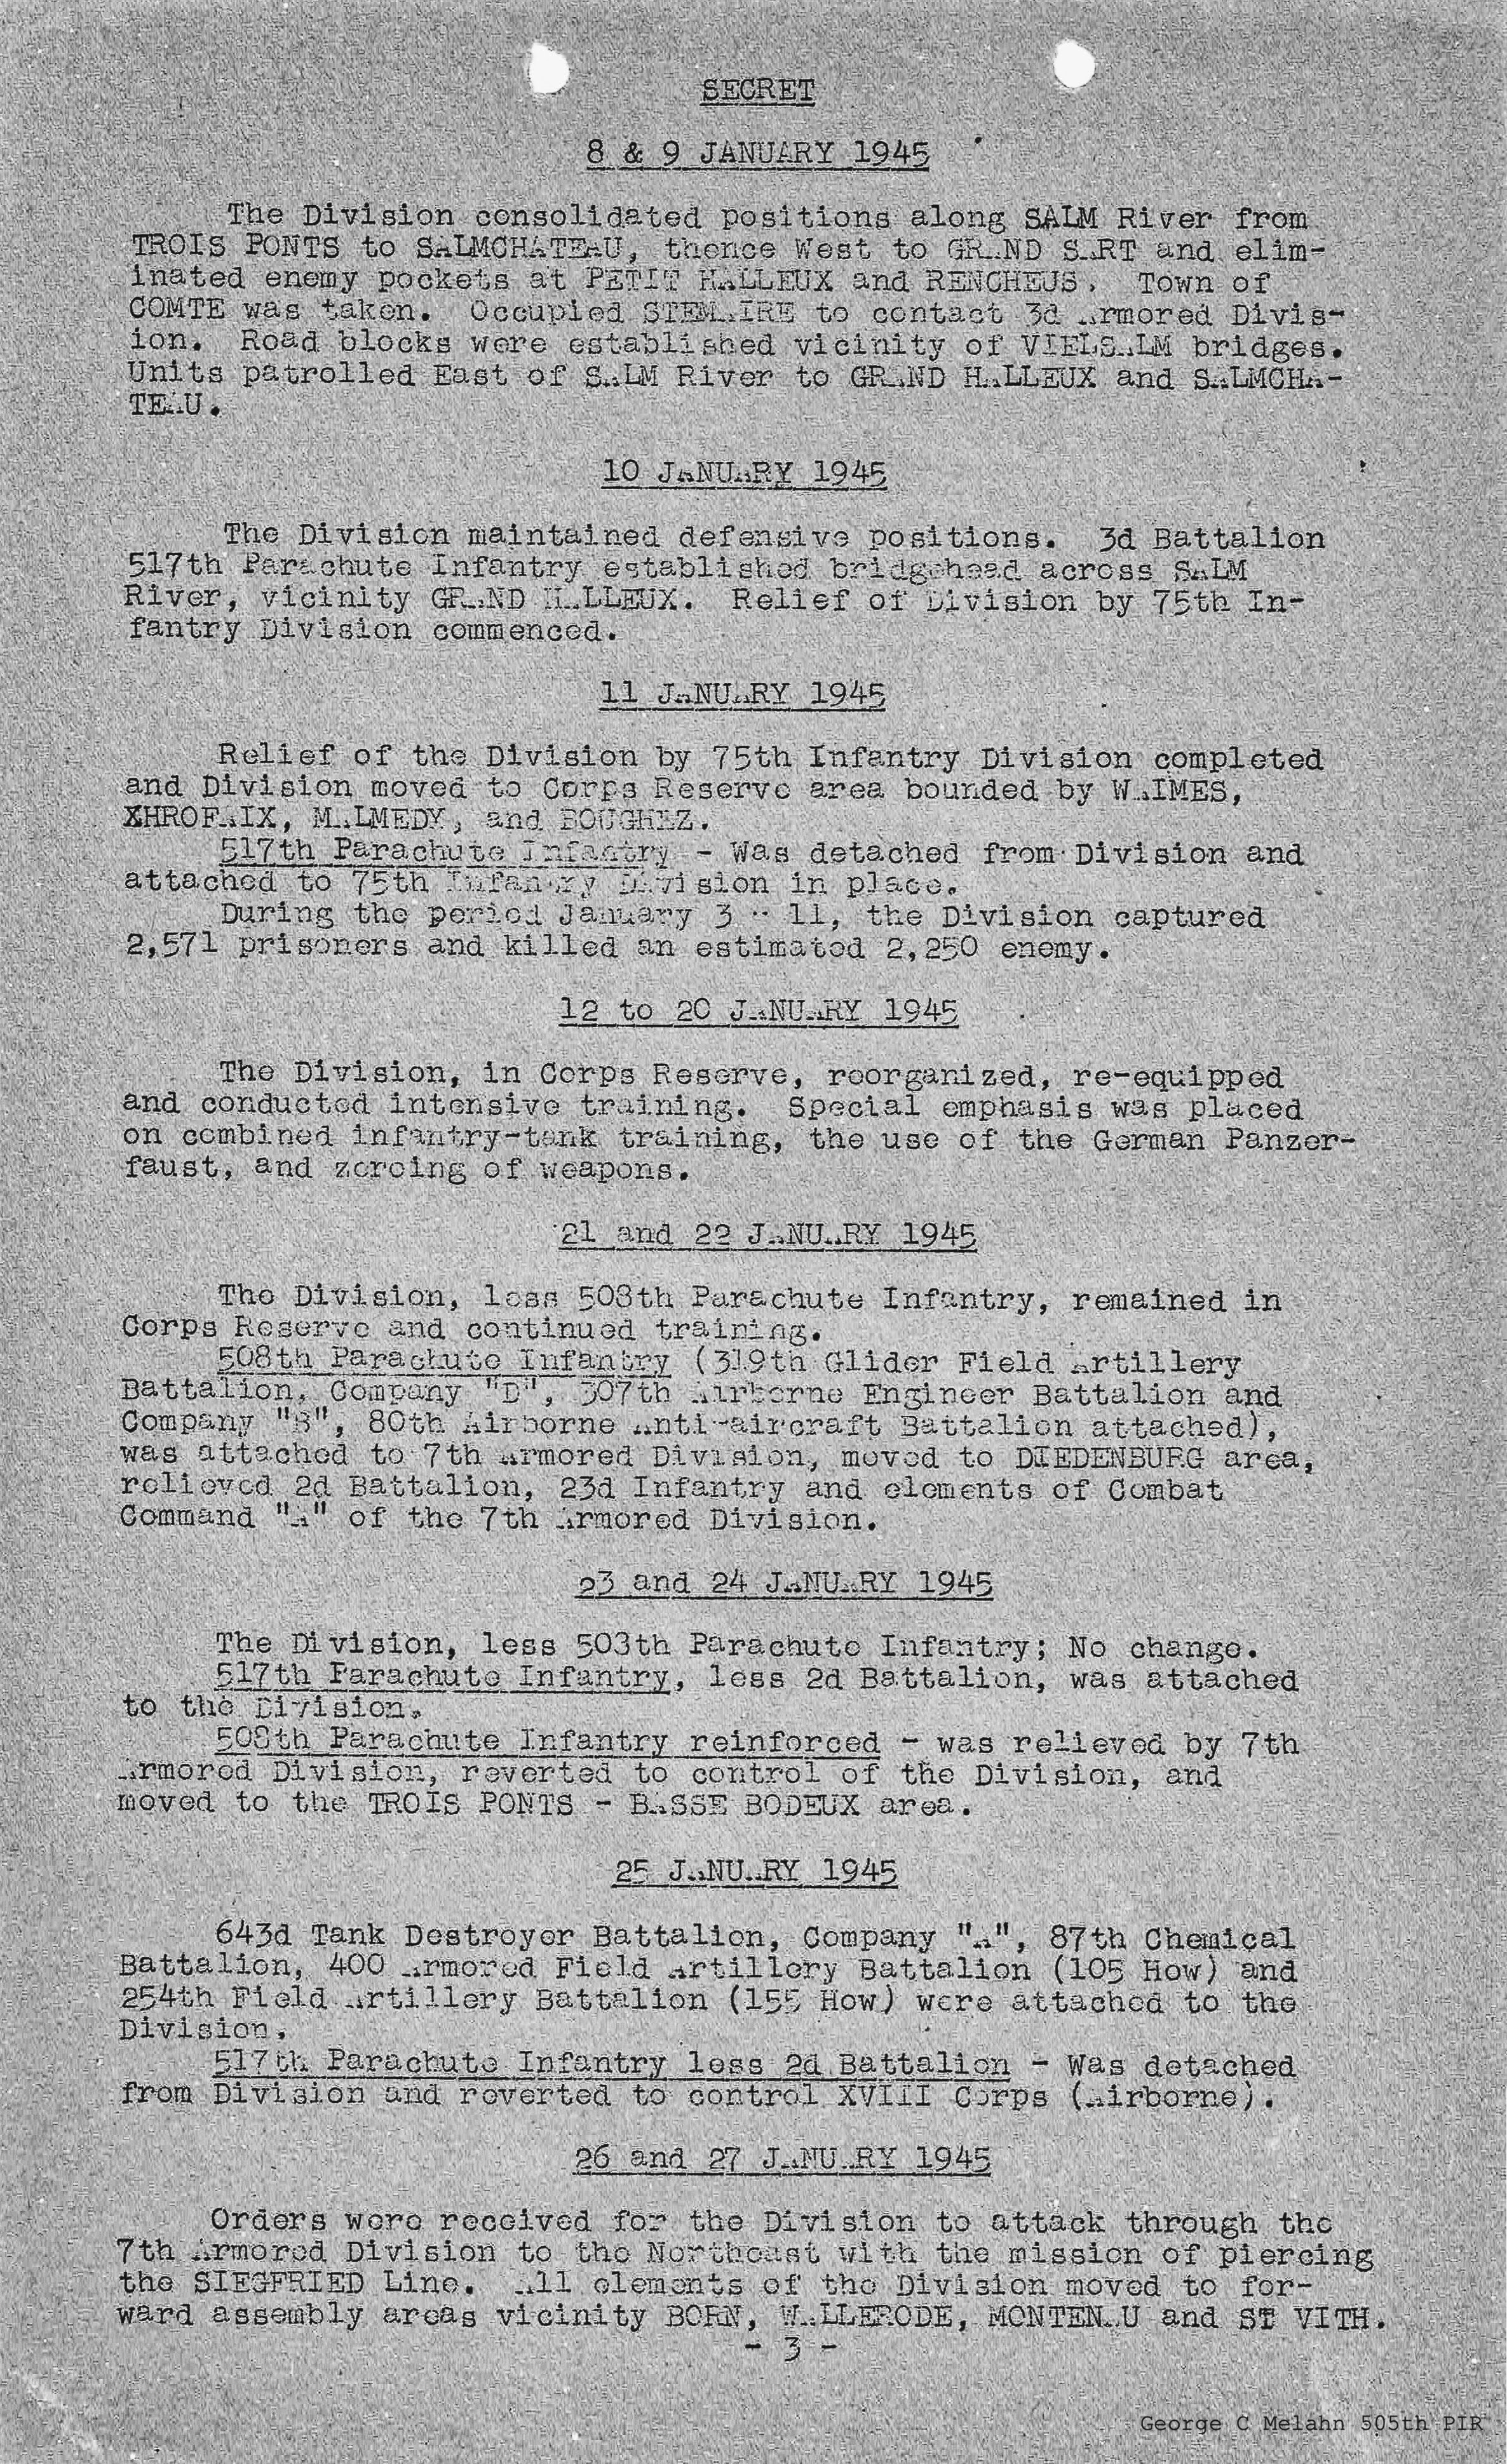 SECRET
8 & 9 JANUARY 1945
The Division consolidated positions along SALM River from
TROIS PONTS to SALMCHATEAU, thence West to GRAND SART and elim-
inated enemy pockets at PETIT HALLEUX and RENCHEUS. Town of
COMTE was taken. Occupied STEMAIRE to contact 3d Armored Divis-
ion. Road blocks were established vicinity of VIELSALM bridges.
Units patrolled East of SALM River to GRAND HALLEUX and SALMCHA-
TEAU.
10 JANUARY 1945
The Division maintained defensive positions. 3d Battalion
517th Parachute Infantry established bridgehead across SALM
River, vicinity GRAND HALLEUX. Relief of Division by 75th In-
fantry Division commenced.
11 JANUARY 1945
Relief of the Division by 75th Infantry Division completed
and Division moved to Corps Reserve area bounded by WAIMES,
XHROFAIX, MALMEDY, and BOUGHEZ.
517th Parachute Infantry - Was detached from Division and
attached to 75th Infantry Division in place.
During the period January 3 - 11, the Division captured
2,571 prisoners and killed an estimated 2,250 enemy.
12 to 20 JANUARY 1945
The Division, in Corps Reserve, reorganized, re-equipped
and conducted intensive training. Special emphasis was placed
on combined infantry-tank training, the use of the German Panzer-
faust, and zeroing of weapons.
21 and 22 JANUARY 1945
The Division, less 508th Parachute Infantry, remained in
Corps Reserve and continued training.
508th Parachute Infantry (319th Glider Field Artillery
Battalion, Company "D", 307th Airborne Engineer Battalion and
Company "B", 80th Airborne Anti-aircraft Battalion attached),
was attached to 7th Armored Division, moved to DIEDENBURG area,
relieved 2d Battalion, 23d Infantry and elements of Combat
Command "A" of the 7th Armored Division.
23 and 24 JANUARY 1945
The Division, less 508th Parachute Infantry; No change.
517th Parachute Infantry, less 2d Battalion, was attached
to the Division.
508th Parachute Infantry reinforced - was relieved by 7th
Armored Division, reverted to control of the Division, and
moved to the TROIS PONTS - BASSE BODEUX area.
25 JANUARY 1945
643d Tank Destroyer Battalion, Company "A", 87th Chemical
Battalion, 400 Armored Field Artillery Battalion (105 How) and
254th Field Artillery Battalion (155 How) were attached to the
Division.
517th Parachute Infantry less 2d Battalion - Was detached
from Division and reverted to control XVIII Corps (Airborne).
26 and 27 JANUARY 1945
Orders were received for the Division to attack through the
7th Armored Division to the Northeast with the mission of piercing
the SIEGFRIED Line. All elements of the Division moved to for-
ward assembly areas vicinity BORN, WALLERODE, MONTENAU and ST VITH.
- 3 -
George C Melahn 505th PIR